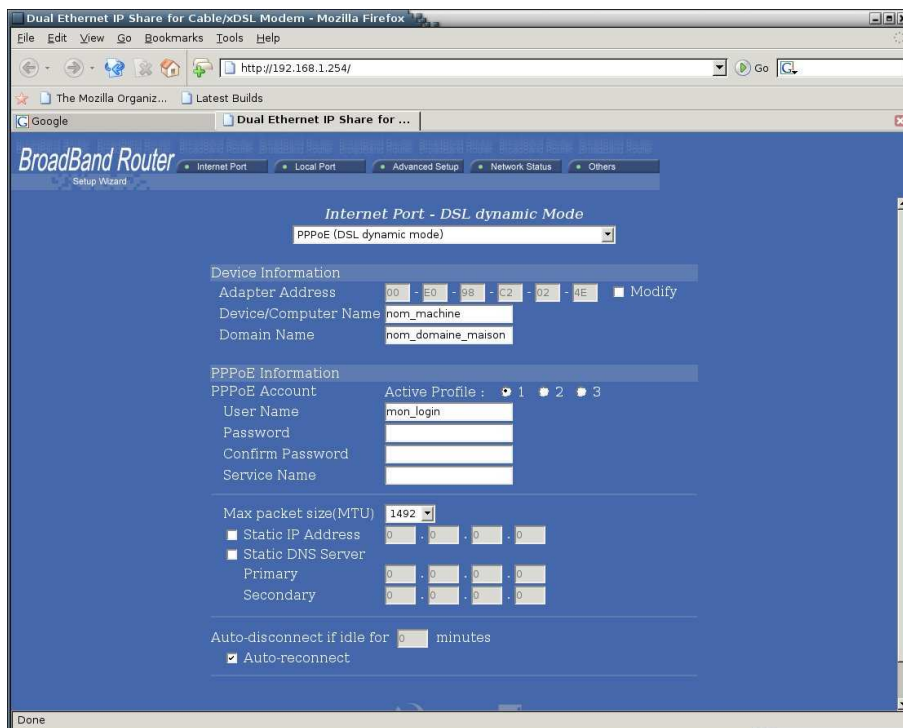 Dual Ethernet IP Share for Cable/xDSL Modem - Mozilla Firefox
File Edit View Go Bookmarks Tools Help
http://192.168.1.254/ Go
The Mozilla Organiz... Latest Builds
Google Dual Ethernet IP Share for ...
BroadBand Router Internet Port Local Port Advanced Setup Network Status Others
Setup Wizard
Internet Port - DSL dynamic Mode
PPPoE (DSL dynamic mode)
Device Information
Adapter Address 00 - E0 - 98 - C2 - 02 - 4E Modify
Device/Computer Name nom_machine
Domain Name nom_domaine_maison
PPPoE Information
PPPoE Account Active Profile : 1 2 3
User Name mon_login
Password
Confirm Password
Service Name
Max packet size(MTU) 1492
Static IP Address 0 . 0 . 0 . 0
Static DNS Server
Primary 0 . 0 . 0 . 0
Secondary 0 . 0 . 0 . 0
Auto-disconnect if idle for 0 minutes
Auto-reconnect
Done